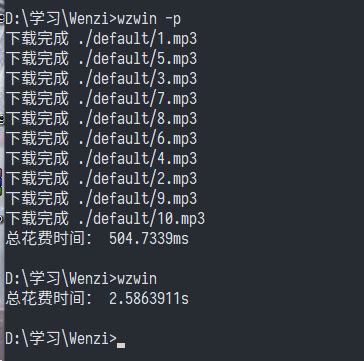 D:\学习\Wenzi>wzwin -p
下载完成 ./default/1.mp3
下载完成 ./default/5.mp3
下载完成 ./default/3.mp3
下载完成 ./default/7.mp3
下载完成 ./default/8.mp3
下载完成 ./default/6.mp3
下载完成 ./default/4.mp3
下载完成 ./default/2.mp3
下载完成 ./default/9.mp3
下载完成 ./default/10.mp3
总花费时间： 504.7339ms
D:\学习\Wenzi>wzwin
总花费时间： 2.5863911s
D:\学习\Wenzi>